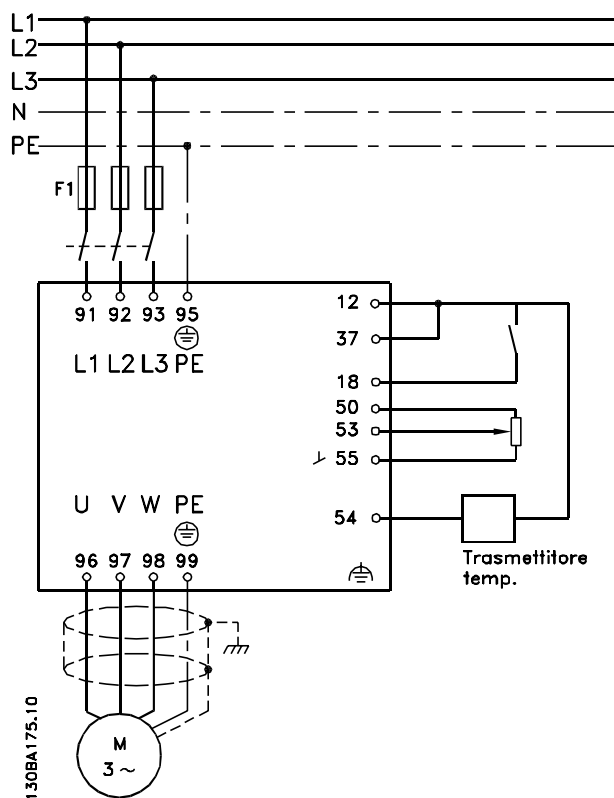 L1
L2
L3
N
PE
F1
91 92 93 95
L1 L2 L3 PE
12
37
18
50
53
55
54
Trasmettitore
temp.
U V W PE
96 97 98 99
M
3 ~
130BA175.10